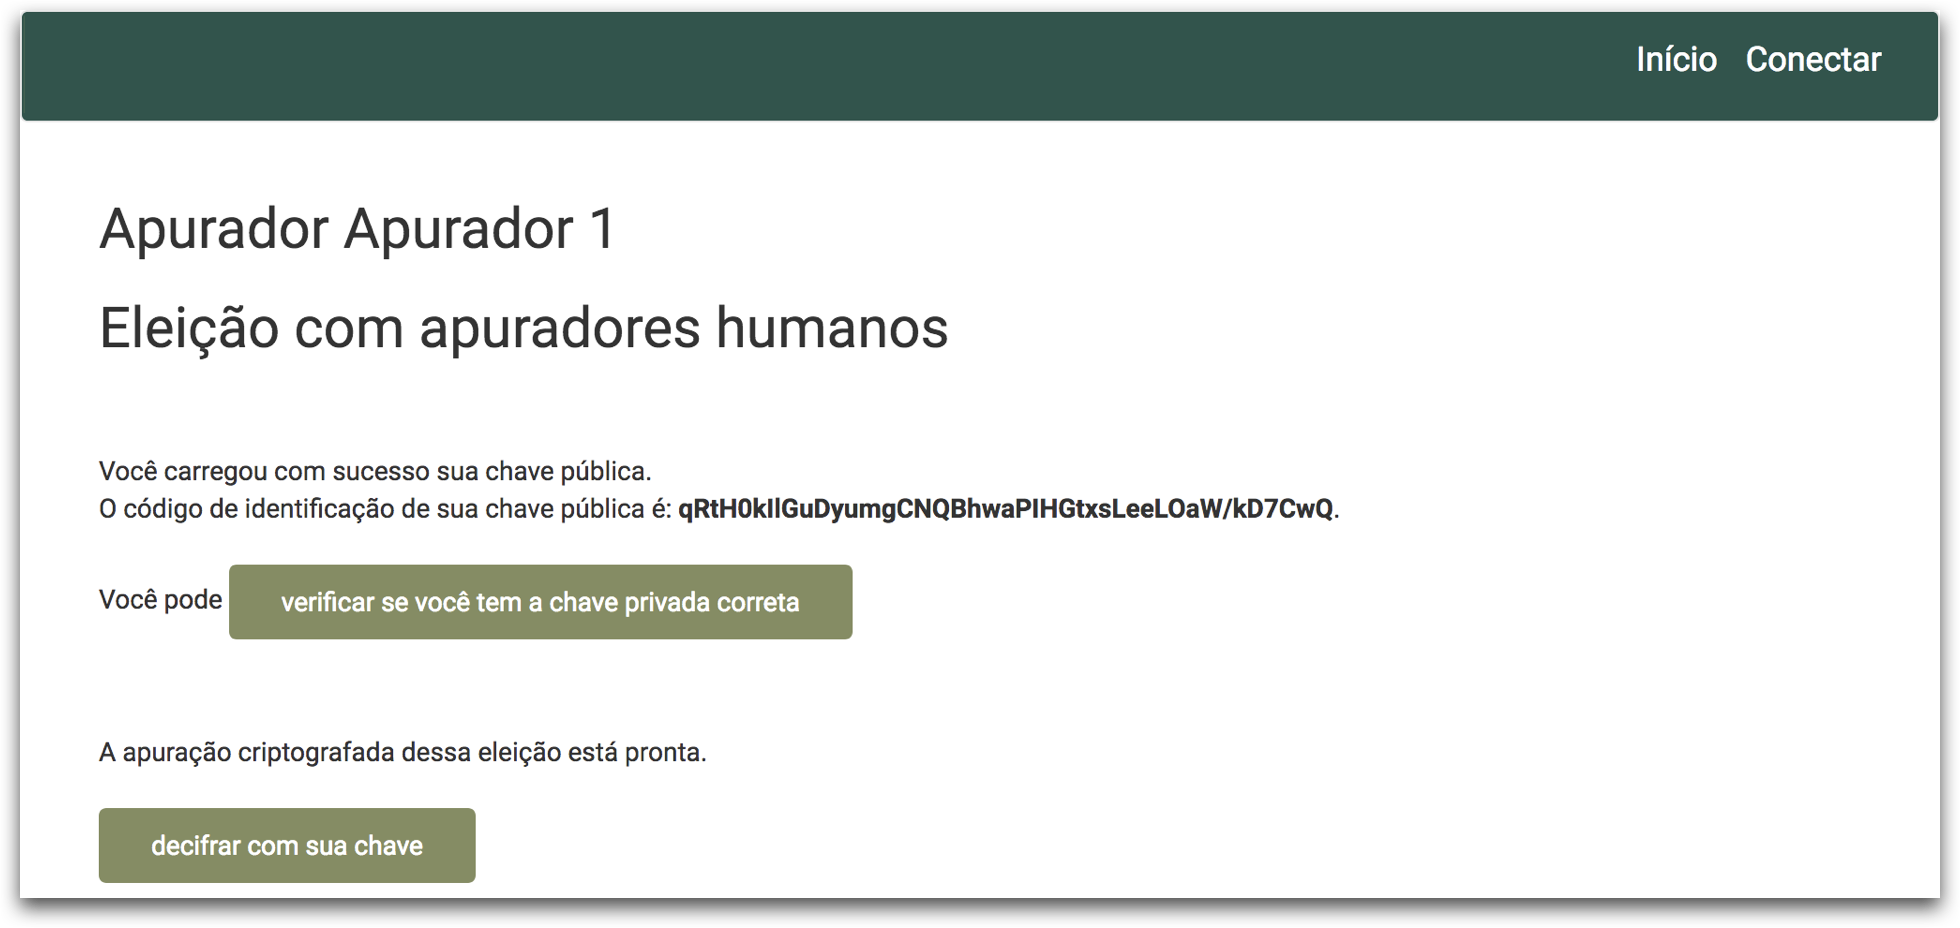 Início Conectar
Apurador Apurador 1
Eleição com apuradores humanos
Você carregou com sucesso sua chave pública.
O código de identificação de sua chave pública é: qRtH0kIlGuDyumgCNQBhwaPIHGtxsLeeLOaW/kD7CwQ.
Você pode verificar se você tem a chave privada correta
A apuração criptografada dessa eleição está pronta.
decifrar com sua chave